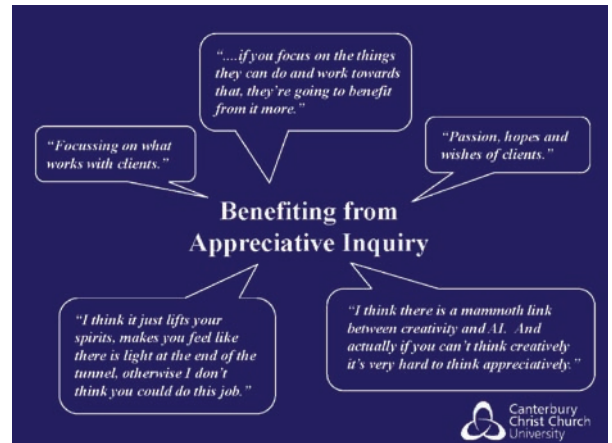 “....if you focus on the things
they can do and work towards
that, they're going to benefit
from it more.”
“Focussing on what
works with clients.”
“Passion, hopes and
wishes of clients.”
Benefiting from
Appreciative Inquiry
“I think it just lifts your
spirits, makes you feel like
there is light at the end of the
tunnel, otherwise I don't
think you could do this job.”
“I think there is a mammoth link
between creativity and AI.  And
actually if you can't think creatively
it's very hard to think appreciatively.”
Canterbury
Christ Church
University